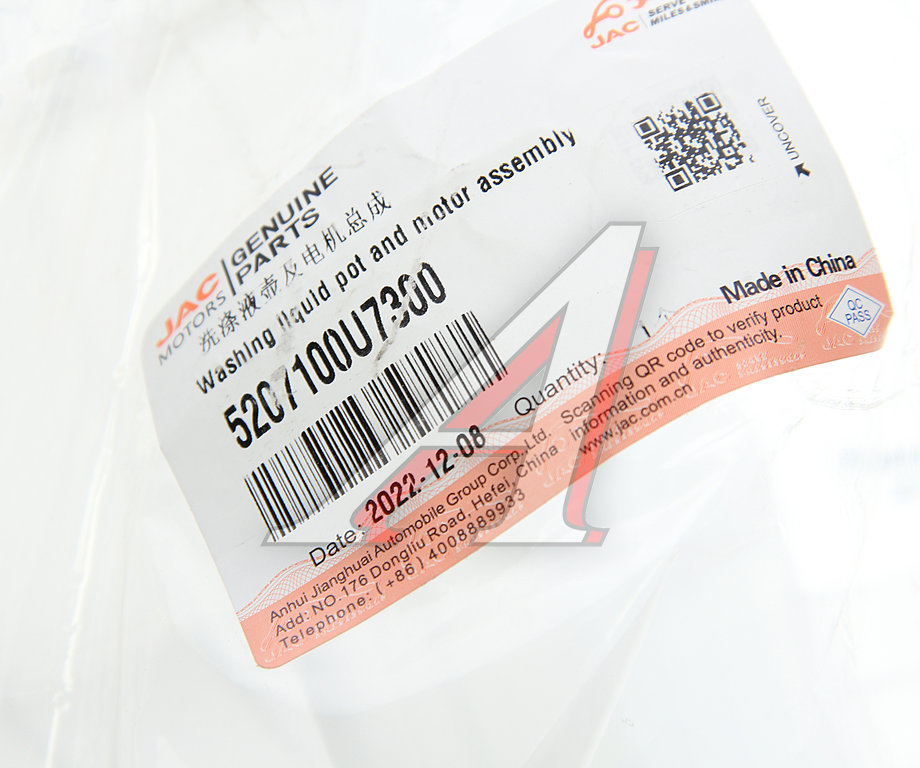 JAC
SERVE
MILES & SMILE
JAC
MOTORS
GENUINE
PARTS
UNCOVER
洗涤液壶及电机总成
Washing liquid pot and motor assembly
5207100U7300
Made in China
QC
PASS
Quantity: 1
Date: 2022-12-08
Scanning QR code to verify product
information and authenticity.
www.jac.com.cn
Anhui Jianghuai Automobile Group Corp., Ltd.
Add: NO.176 Dongliu Road, Hefei, China
Telephone: (+86) 4008889933